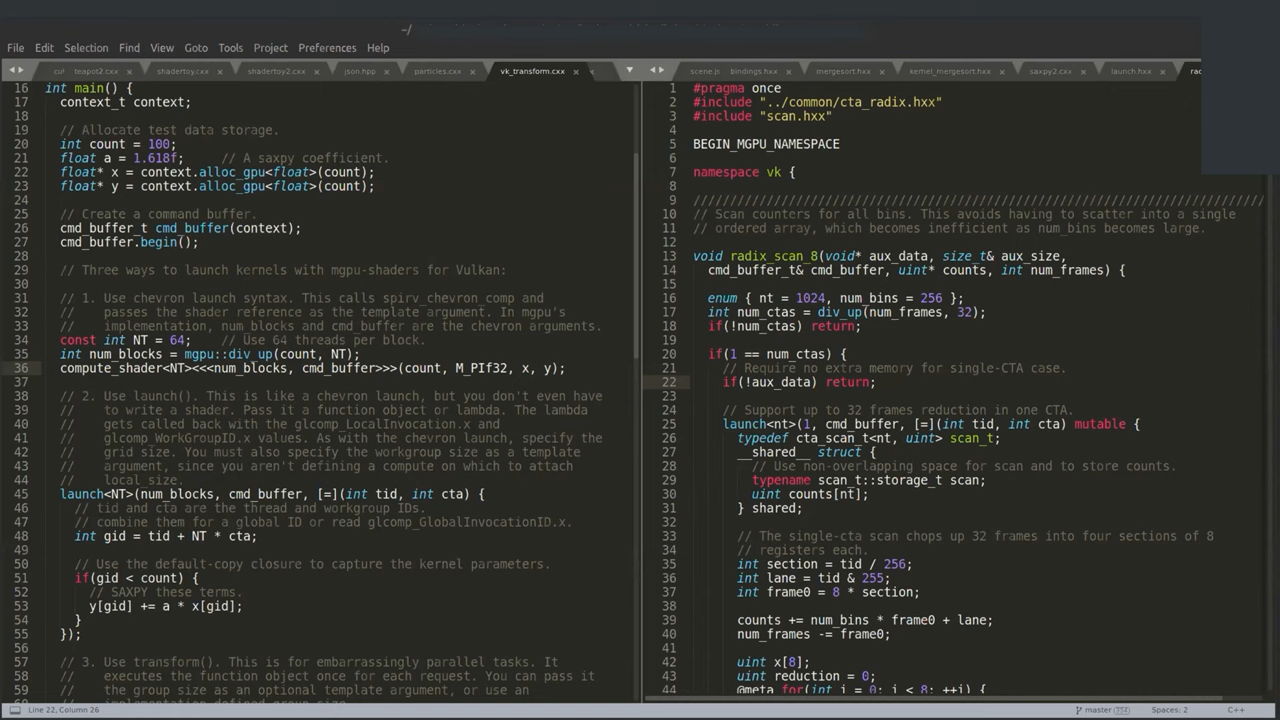 ~/
File Edit Selection Find View Goto Tools Project Preferences Help
teapot2.cxx × shadertoy.cxx × shadertoy2.cxx × json.hpp × particles.cxx × vk_transform.cxx ×
16 int main() {
17 context_t context;
18
19 // Allocate test data storage.
20 int count = 100;
21 float a = 1.618f; // A saxpy coefficient.
22 float* x = context.alloc_gpu<float>(count);
23 float* y = context.alloc_gpu<float>(count);
24
25 // Create a command buffer.
26 cmd_buffer_t cmd_buffer(context);
27 cmd_buffer.begin();
28
29 // Three ways to launch kernels with mgpu-shaders for Vulkan:
30
31 // 1. Use chevron launch syntax. This calls spirv_chevron_comp and
32 // passes the shader reference as the template argument. In mgpu's
33 // implementation, num_blocks and cmd_buffer are the chevron arguments.
34 const int NT = 64; // Use 64 threads per block.
35 int num_blocks = mgpu::div_up(count, NT);
36 compute_shader<NT><<<num_blocks, cmd_buffer>>>(count, M_PIf32, x, y);
37
38 // 2. Use launch(). This is like a chevron launch, but you don't even have
39 // to write a shader. Pass it a function object or lambda. The lambda
40 // gets called back with the glcomp_LocalInvocation.x and
41 // glcomp_WorkGroupID.x values. As with the chevron launch, specify the
42 // grid size. You must also specify the workgroup size as a template
43 // argument, since you aren't defining a compute on which to attach
44 // local_size.
45 launch<NT>(num_blocks, cmd_buffer, [=](int tid, int cta) {
46 // tid and cta are the thread and workgroup IDs.
47 // combine them for a global ID or read glcomp_GlobalInvocationID.x.
48 int gid = tid + NT * cta;
49
50 // Use the default-copy closure to capture the kernel parameters.
51 if(gid < count) {
52 // SAXPY these terms.
53 y[gid] += a * x[gid];
54 }
55 });
56
57 // 3. Use transform(). This is for embarrassingly parallel tasks. It
58 // executes the function object once for each request. You can pass it
59 // the group size as an optional template argument, or use an
60 // implementation defined group size.
scene.js bindings.hxx × mergesort.hxx × kernel_mergesort.hxx × saxpy2.cxx × launch.hxx × rad
1 #pragma once
2 #include "../common/cta_radix.hxx"
3 #include "scan.hxx"
4
5 BEGIN_MGPU_NAMESPACE
6
7 namespace vk {
8
9 ////////////////////////////////////////////////////////////////////////////////
10 // Scan counters for all bins. This avoids having to scatter into a single
11 // ordered array, which becomes inefficient as num_bins becomes large.
12
13 void radix_scan_8(void* aux_data, size_t& aux_size,
14 cmd_buffer_t& cmd_buffer, uint* counts, int num_frames) {
15
16 enum { nt = 1024, num_bins = 256 };
17 int num_ctas = div_up(num_frames, 32);
18 if(!num_ctas) return;
19
20 if(1 == num_ctas) {
21 // Require no extra memory for single-CTA case.
22 if(!aux_data) return;
23
24 // Support up to 32 frames reduction in one CTA.
25 launch<nt>(1, cmd_buffer, [=](int tid, int cta) mutable {
26 typedef cta_scan_t<nt, uint> scan_t;
27 __shared__ struct {
28 // Use non-overlapping space for scan and to store counts.
29 typename scan_t::storage_t scan;
30 uint counts[nt];
31 } shared;
32
33 // The single-cta scan chops up 32 frames into four sections of 8
34 // registers each.
35 int section = tid / 256;
36 int lane = tid & 255;
37 int frame0 = 8 * section;
38
39 counts += num_bins * frame0 + lane;
40 num_frames -= frame0;
41
42 uint x[8];
43 uint reduction = 0;
44 @meta for(int i = 0; i < 8; ++i) {
Line 22, Column 26 master Spaces: 2 C++